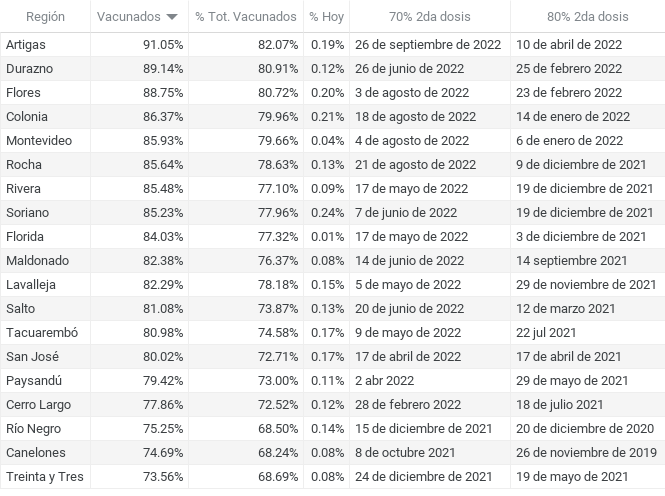 Región Vacunados % Tot. Vacunados % Hoy 70% 2da dosis 80% 2da dosis
Artigas 91.05% 82.07% 0.19% 26 de septiembre de 2022 10 de abril de 2022
Durazno 89.14% 80.91% 0.12% 26 de junio de 2022 25 de febrero 2022
Flores 88.75% 80.72% 0.20% 3 de agosto de 2022 23 de febrero 2022
Colonia 86.37% 79.96% 0.21% 18 de agosto de 2022 14 de enero de 2022
Montevideo 85.93% 79.66% 0.04% 4 de agosto de 2022 6 de enero de 2022
Rocha 85.64% 78.63% 0.13% 21 de agosto de 2022 9 de diciembre de 2021
Rivera 85.48% 77.10% 0.09% 17 de mayo de 2022 19 de diciembre de 2021
Soriano 85.23% 77.96% 0.24% 7 de junio de 2022 19 de diciembre de 2021
Florida 84.03% 77.32% 0.01% 17 de mayo de 2022 3 de diciembre de 2021
Maldonado 82.38% 76.37% 0.08% 14 de junio de 2022 14 septiembre 2021
Lavalleja 82.29% 78.18% 0.15% 5 de mayo de 2022 29 de noviembre de 2021
Salto 81.08% 73.87% 0.13% 20 de junio de 2022 12 de marzo 2021
Tacuarembó 80.98% 74.58% 0.17% 9 de mayo de 2022 22 jul 2021
San José 80.02% 72.71% 0.17% 17 de abril de 2022 17 de abril de 2021
Paysandú 79.42% 73.00% 0.11% 2 abr 2022 29 de mayo de 2021
Cerro Largo 77.86% 72.52% 0.12% 28 de febrero de 2022 18 de julio 2021
Río Negro 75.25% 68.50% 0.14% 15 de diciembre de 2021 20 de diciembre de 2020
Canelones 74.69% 68.24% 0.08% 8 de octubre 2021 26 de noviembre de 2019
Treinta y Tres 73.56% 68.69% 0.08% 24 de diciembre de 2021 19 de mayo de 2021